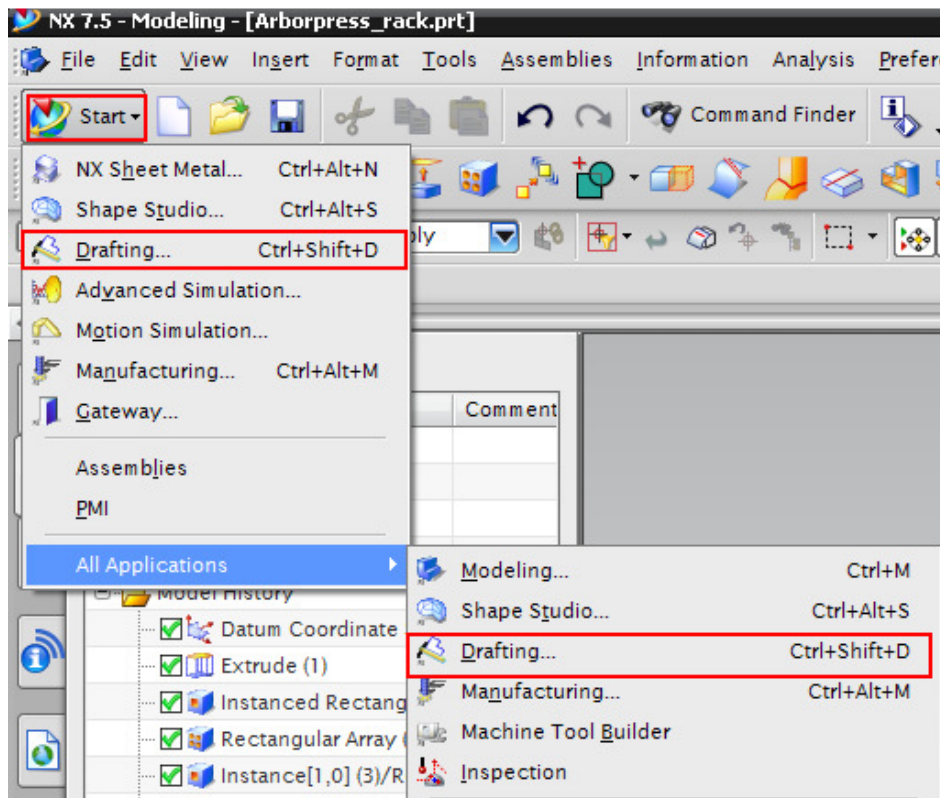 NX 7.5 - Modeling - [Arborpress_rack.prt]
File Edit View Insert Format Tools Assemblies Information Analysis
Start Command Finder
NX Sheet Metal... Ctrl+Alt+N
Shape Studio... Ctrl+Alt+S
Drafting... Ctrl+Shift+D
Advanced Simulation...
Motion Simulation...
Manufacturing... Ctrl+Alt+M
Gateway...
Comment
Assemblies
PMI
All Applications
Model History
Modeling... Ctrl+M
Datum Coordinate
Shape Studio... Ctrl+Alt+S
Extrude (1)
Drafting... Ctrl+Shift+D
Instanced Rectang
Manufacturing... Ctrl+Alt+M
Rectangular Array (
Machine Tool Builder
Instance[1,0] (3)/R
Inspection